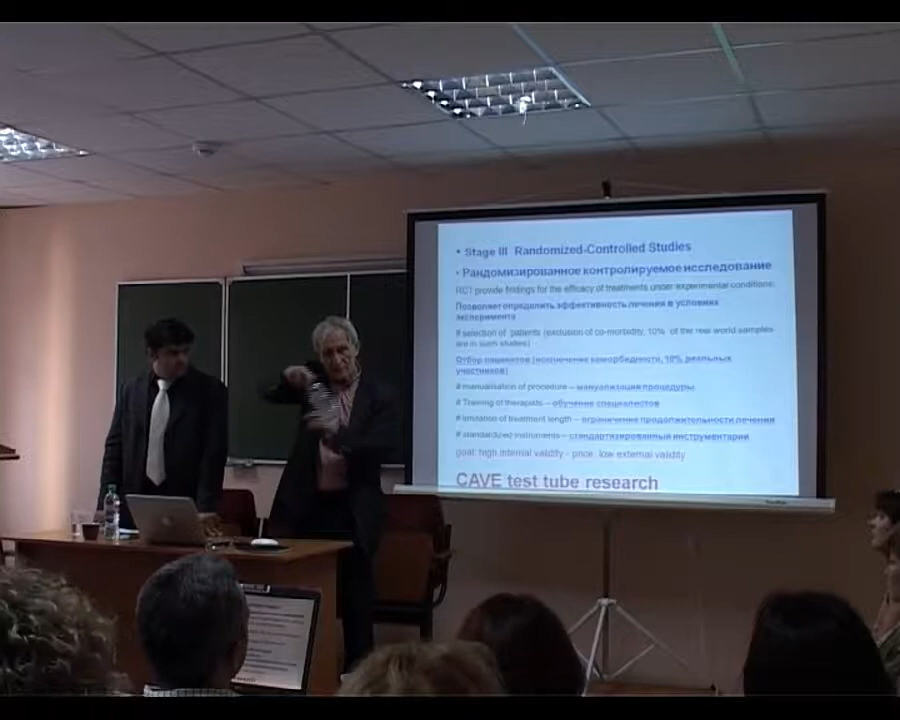 • Stage III Randomized-Controlled Studies
• Рандомизированное контролируемое исследование
RCT provide findings for the efficacy of treatments under experimental conditions:
Позволяет определить эффективность лечения в условиях
эксперимента
# selection of patients (exclusion of co-morbidity, 10% of the real world samples
are in such studies)
Отбор пациентов (исключение коморбедности, 10% реальных
участников)
# manualisation of procedure – мануализация процедуры
# Training of therapists – обучение специалистов
# limitation of treatment length – ограничение продолжительности лечения
# standardized instruments – стандартизированный инструментарии
goal: high internal validity - price: low external validity
CAVE test tube research